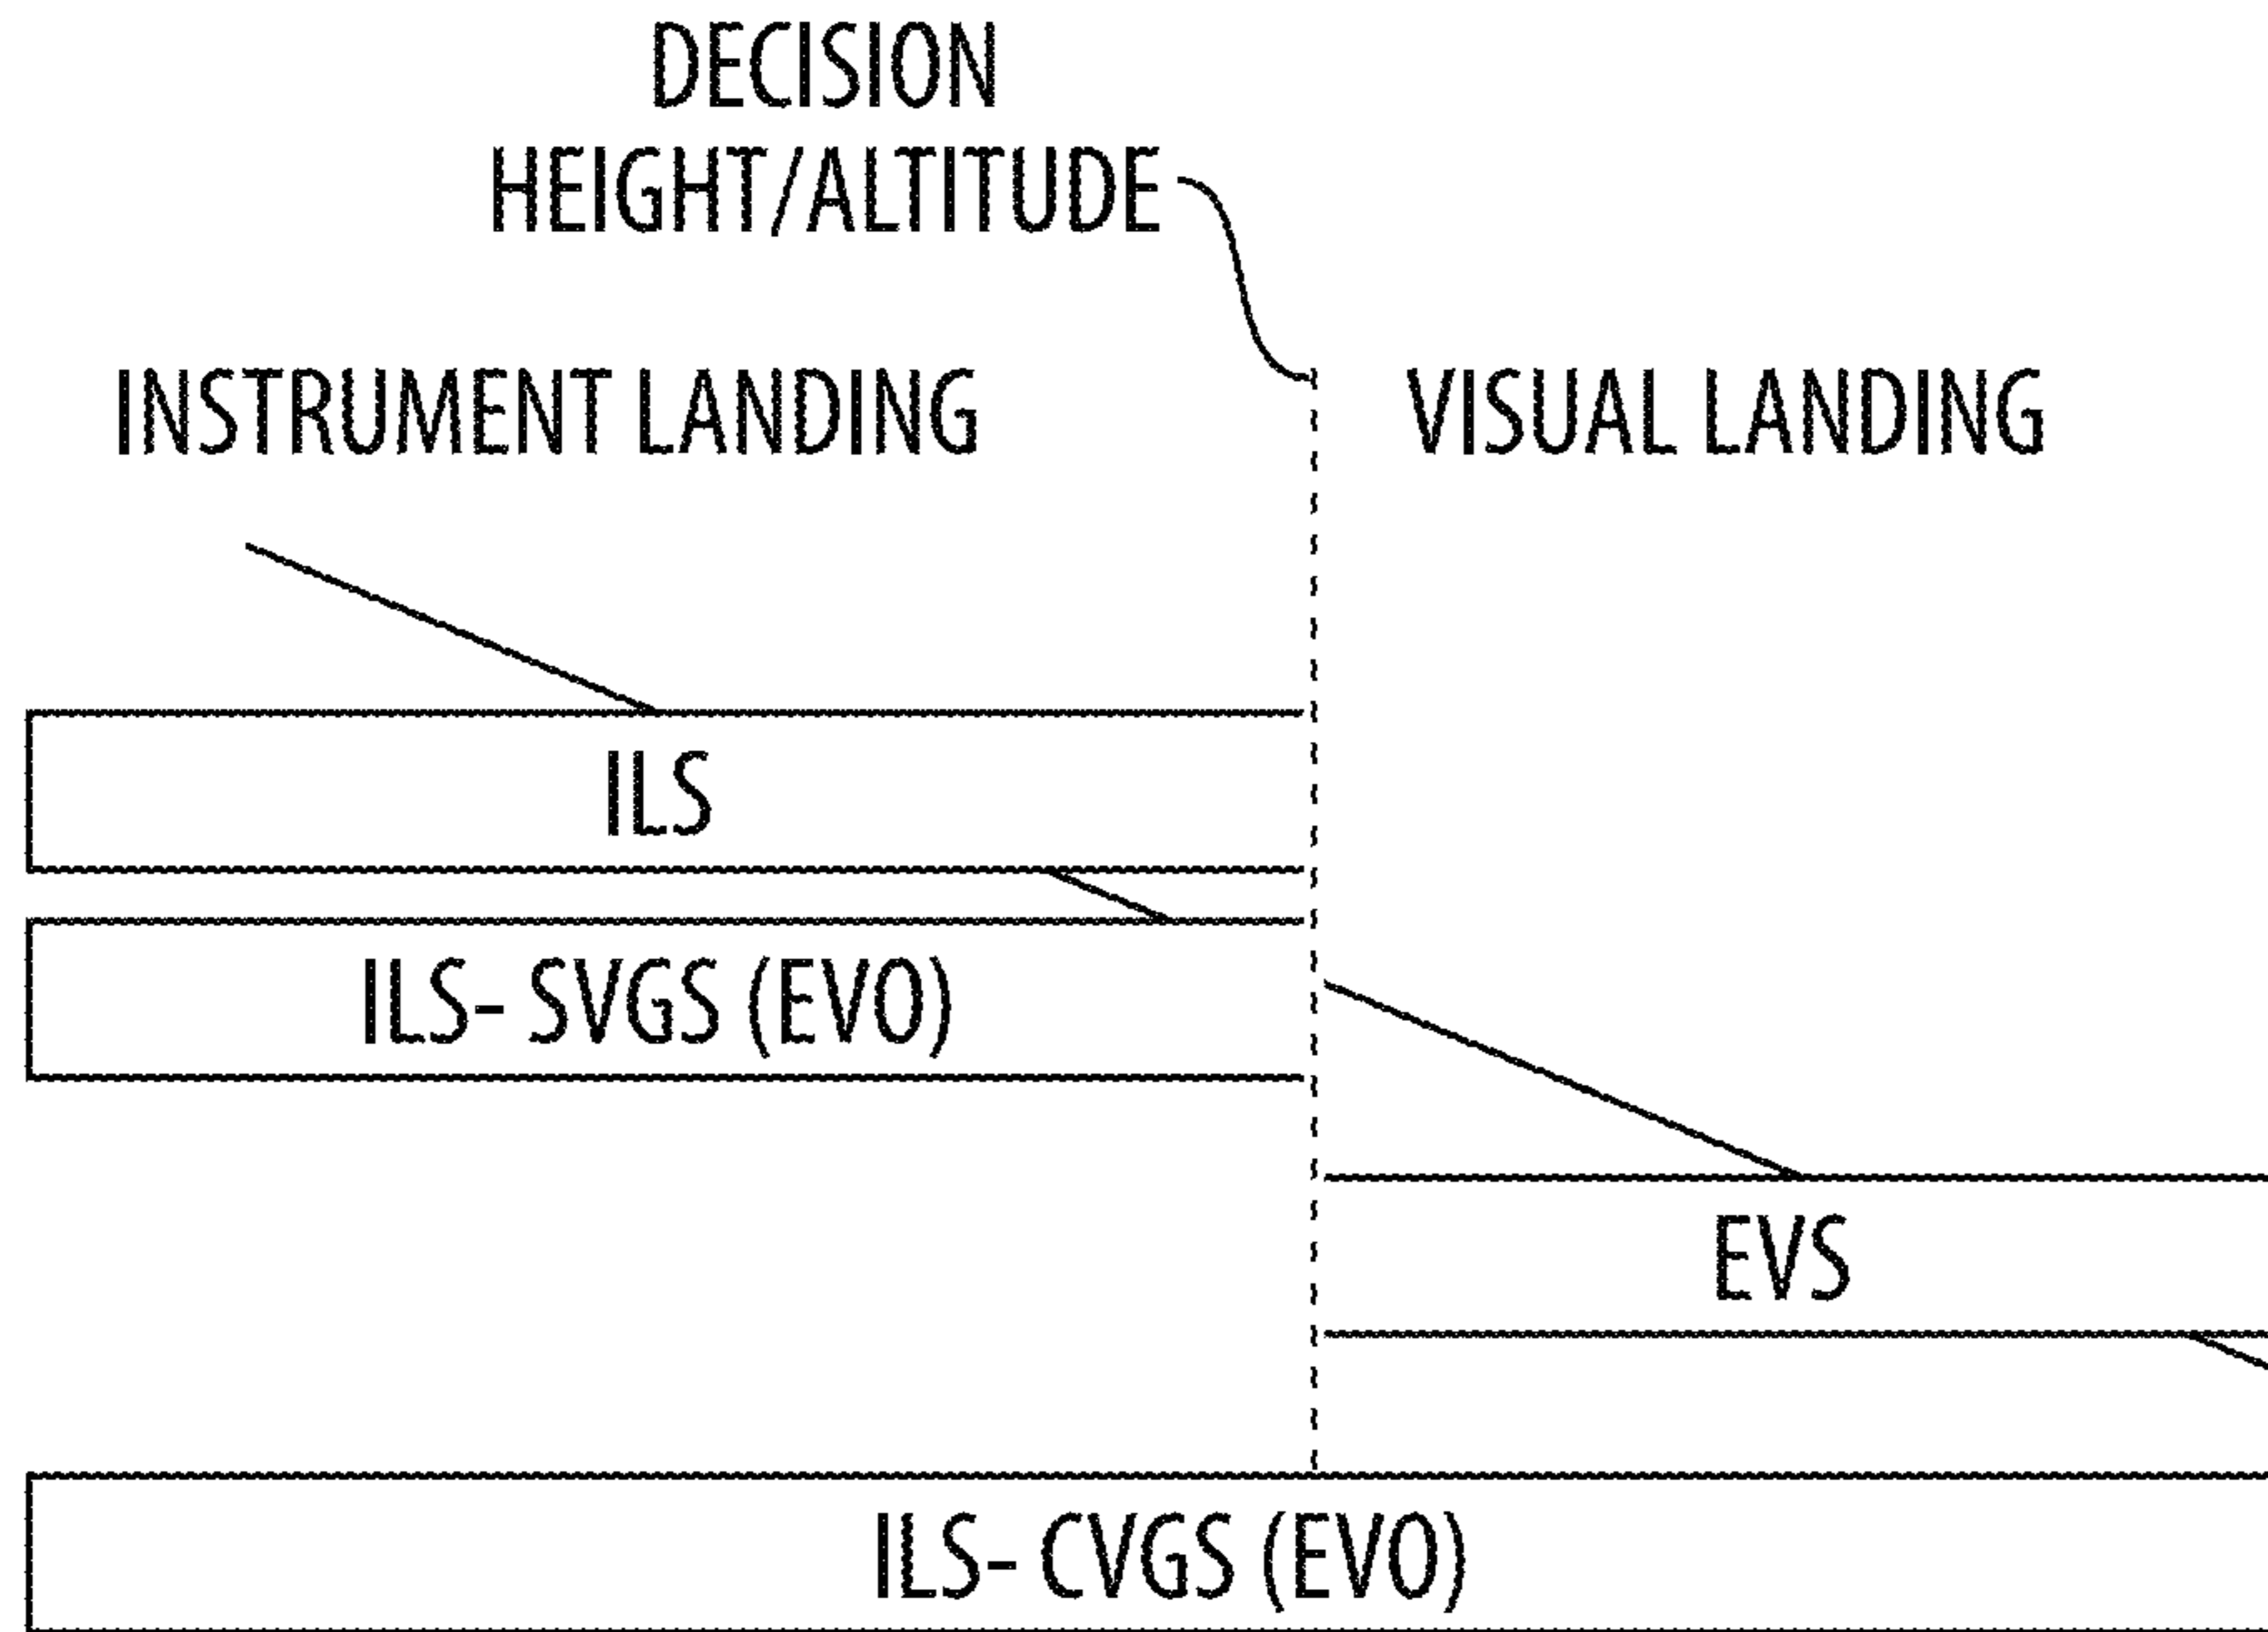 DECISION
HEIGHT/ALTITUDE
INSTRUMENT LANDING
VISUAL LANDING
ILS
ILS- SVGS (EVO)
EVS
ILS- CVGS (EVO)